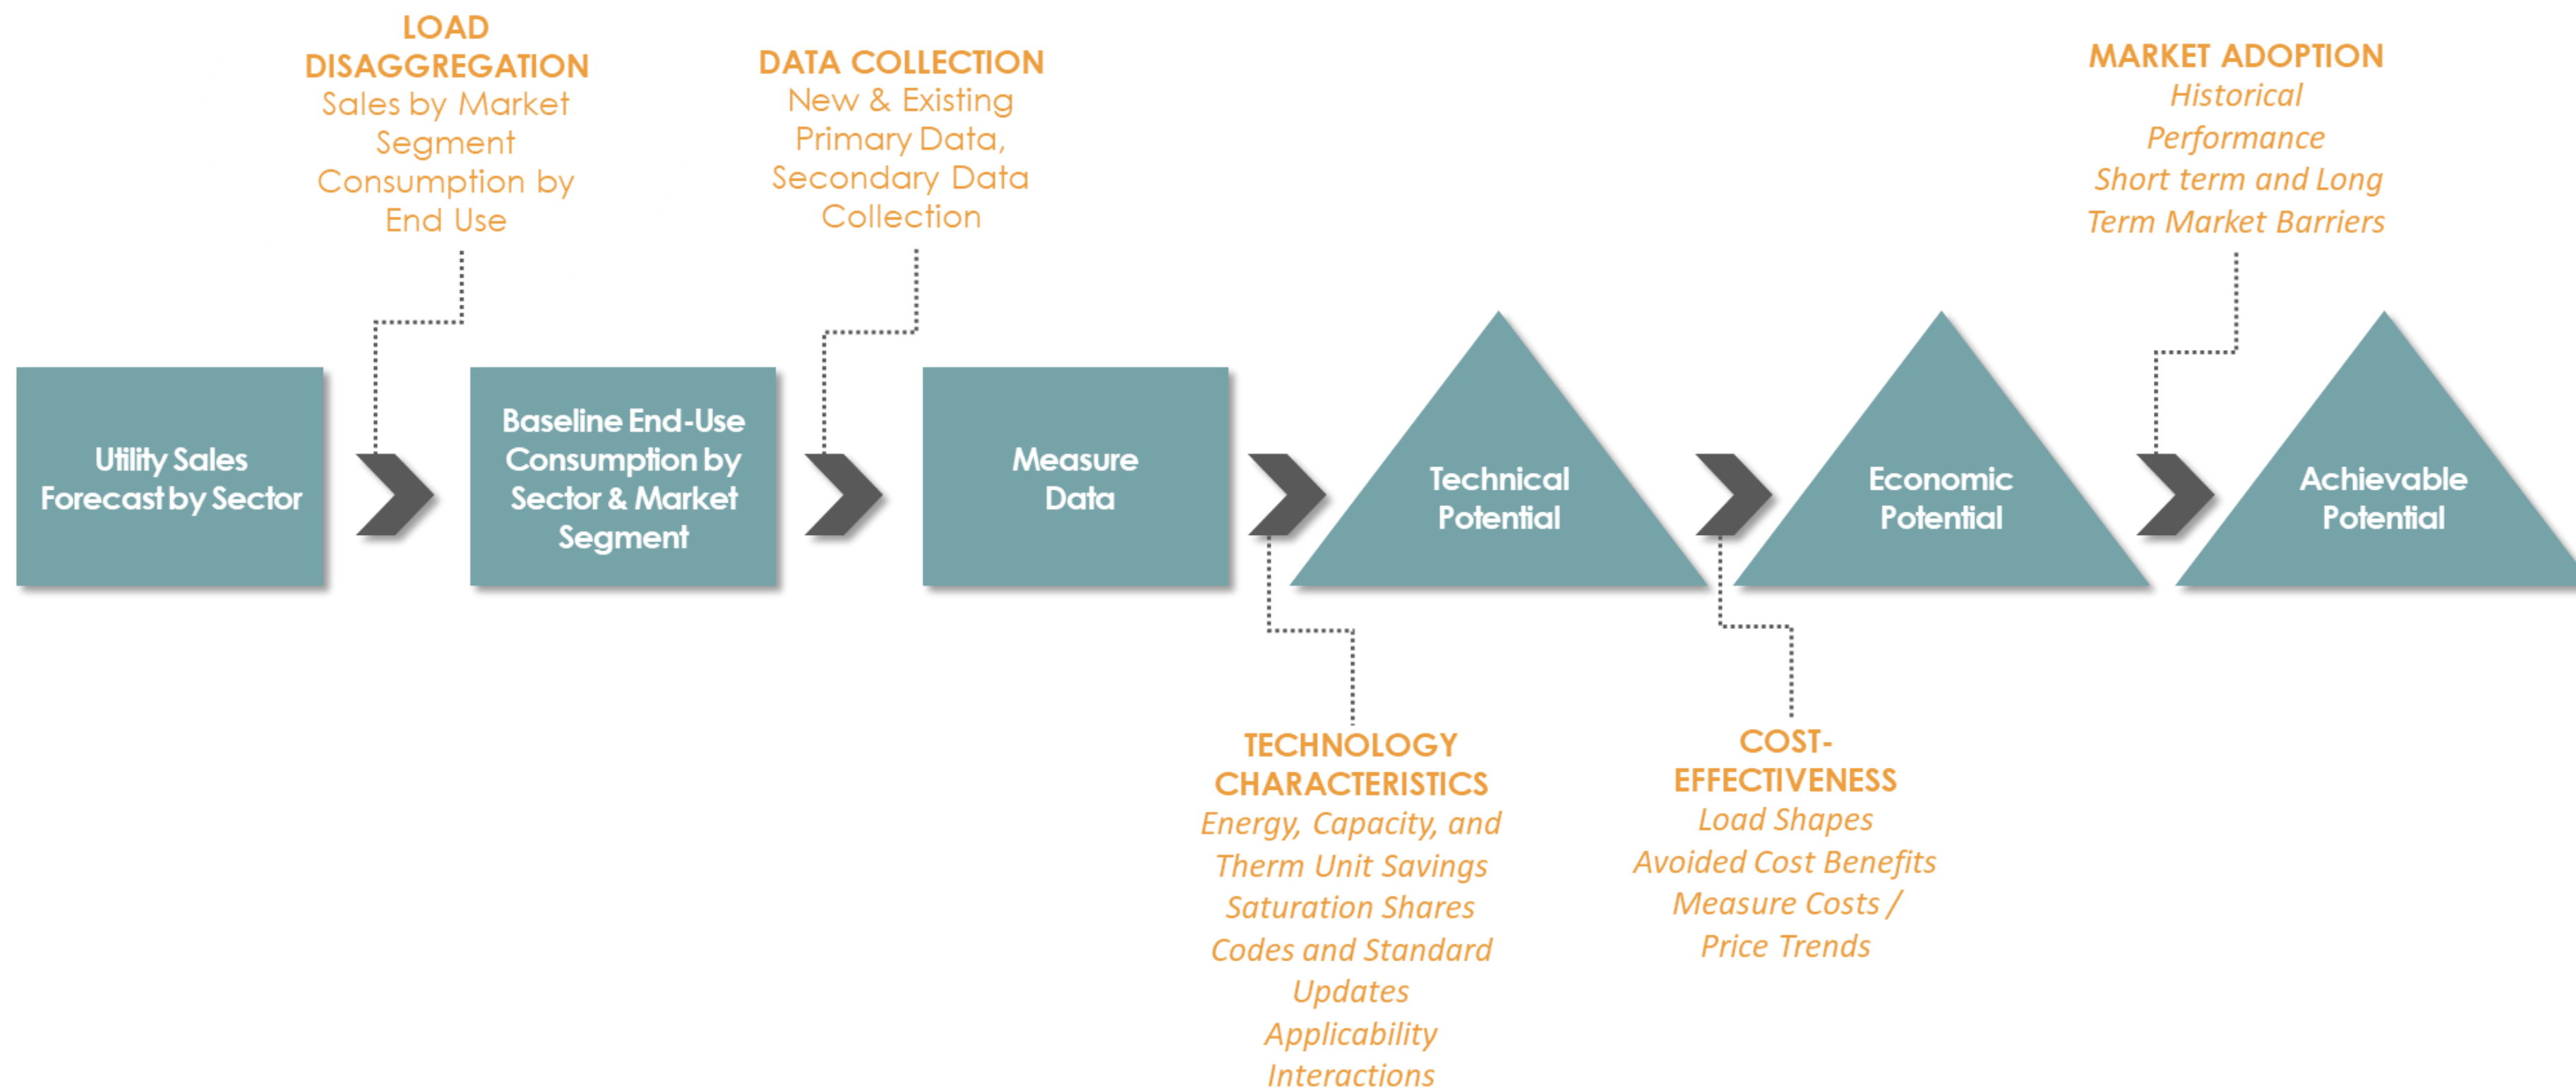 LOAD
DISAGGREGATION
Sales by Market
Segment
Consumption by
End Use
DATA COLLECTION
New & Existing
Primary Data,
Secondary Data
Collection
MARKET ADOPTION
Historical
Performance
Short term and Long
Term Market Barriers
Utility Sales
Forecast by Sector
Baseline End-Use
Consumption by
Sector & Market
Segment
Measure
Data
Technical
Potential
Economic
Potential
Achievable
Potential
TECHNOLOGY
CHARACTERISTICS
Energy, Capacity, and
Therm Unit Savings
Saturation Shares
Codes and Standard
Updates
Applicability
Interactions
COST-
EFFECTIVENESS
Load Shapes
Avoided Cost Benefits
Measure Costs /
Price Trends